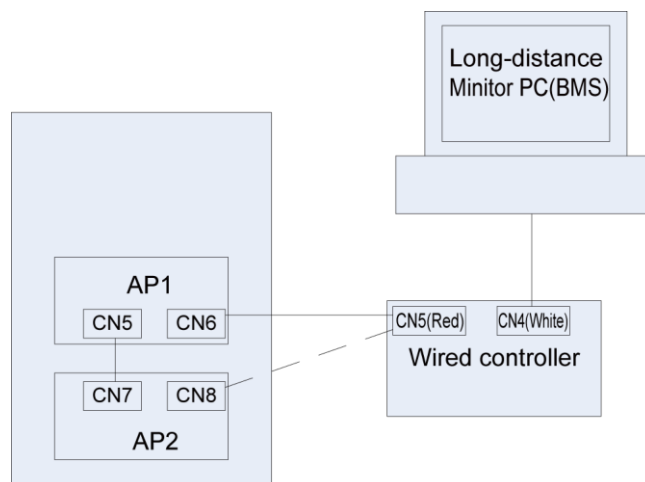 Long-distance
Minitor PC(BMS)
AP1
CN5
CN6
CN5(Red)
CN4(White)
Wired controller
CN7
CN8
AP2